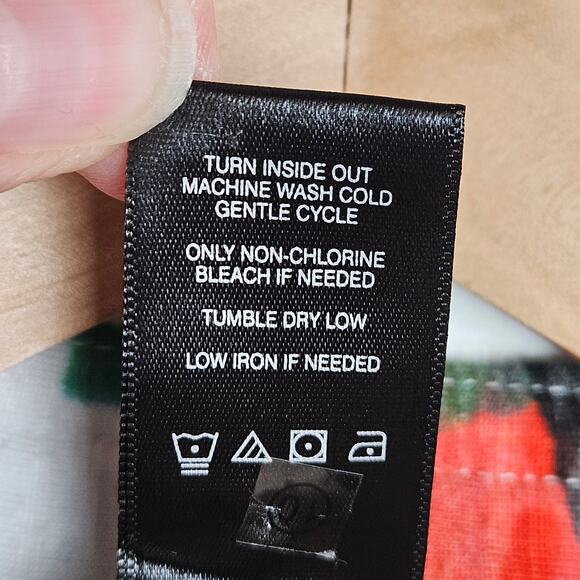 TURN INSIDE OUT
MACHINE WASH COLD
GENTLE CYCLE
ONLY NON-CHLORINE
BLEACH IF NEEDED
TUMBLE DRY LOW
LOW IRON IF NEEDED